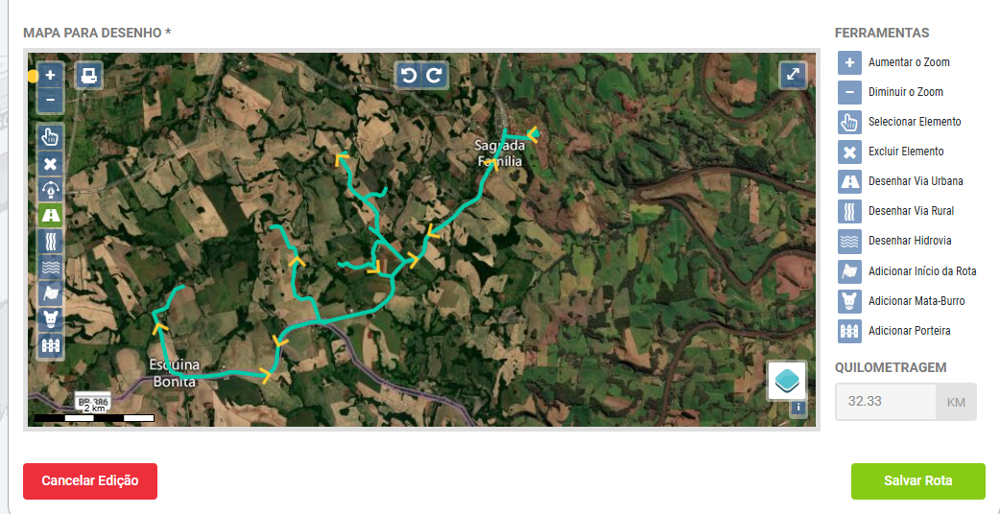 MAPA PARA DESENHO *
+
−
Sagrada
Família
Esquina
Bonita
BR-386
2 km
i
FERRAMENTAS
+ Aumentar o Zoom
− Diminuir o Zoom
Selecionar Elemento
Excluir Elemento
Desenhar Via Urbana
Desenhar Via Rural
Desenhar Hidrovia
Adicionar Início da Rota
Adicionar Mata-Burro
Adicionar Porteira
QUILOMETRAGEM
32.33 KM
Cancelar Edição
Salvar Rota